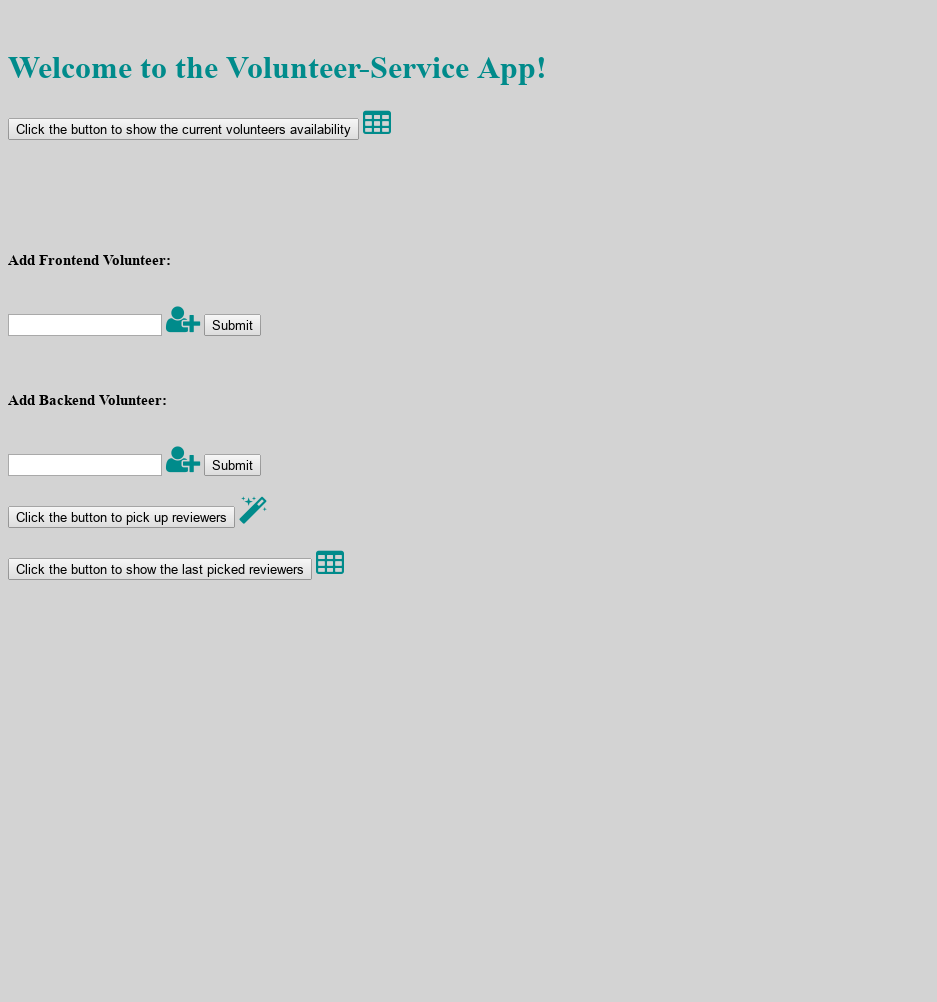 Welcome to the Volunteer-Service App!
Click the button to show the current volunteers availability
Add Frontend Volunteer:
Submit
Add Backend Volunteer:
Submit
Click the button to pick up reviewers
Click the button to show the last picked reviewers